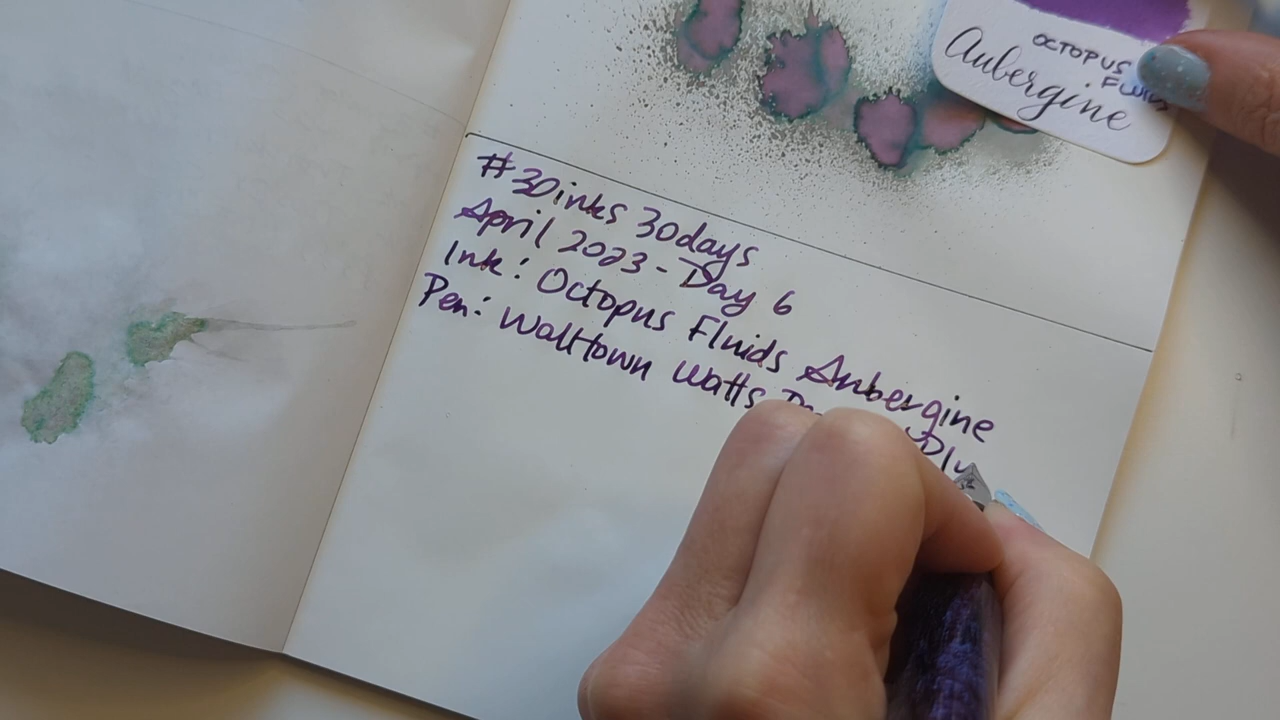 OCTOPUS
FLUIDS
Aubergine
#30inks 30days
April 2023 - Day 6
Ink: Octopus Fluids Aubergine
Pen: Walltown Watts